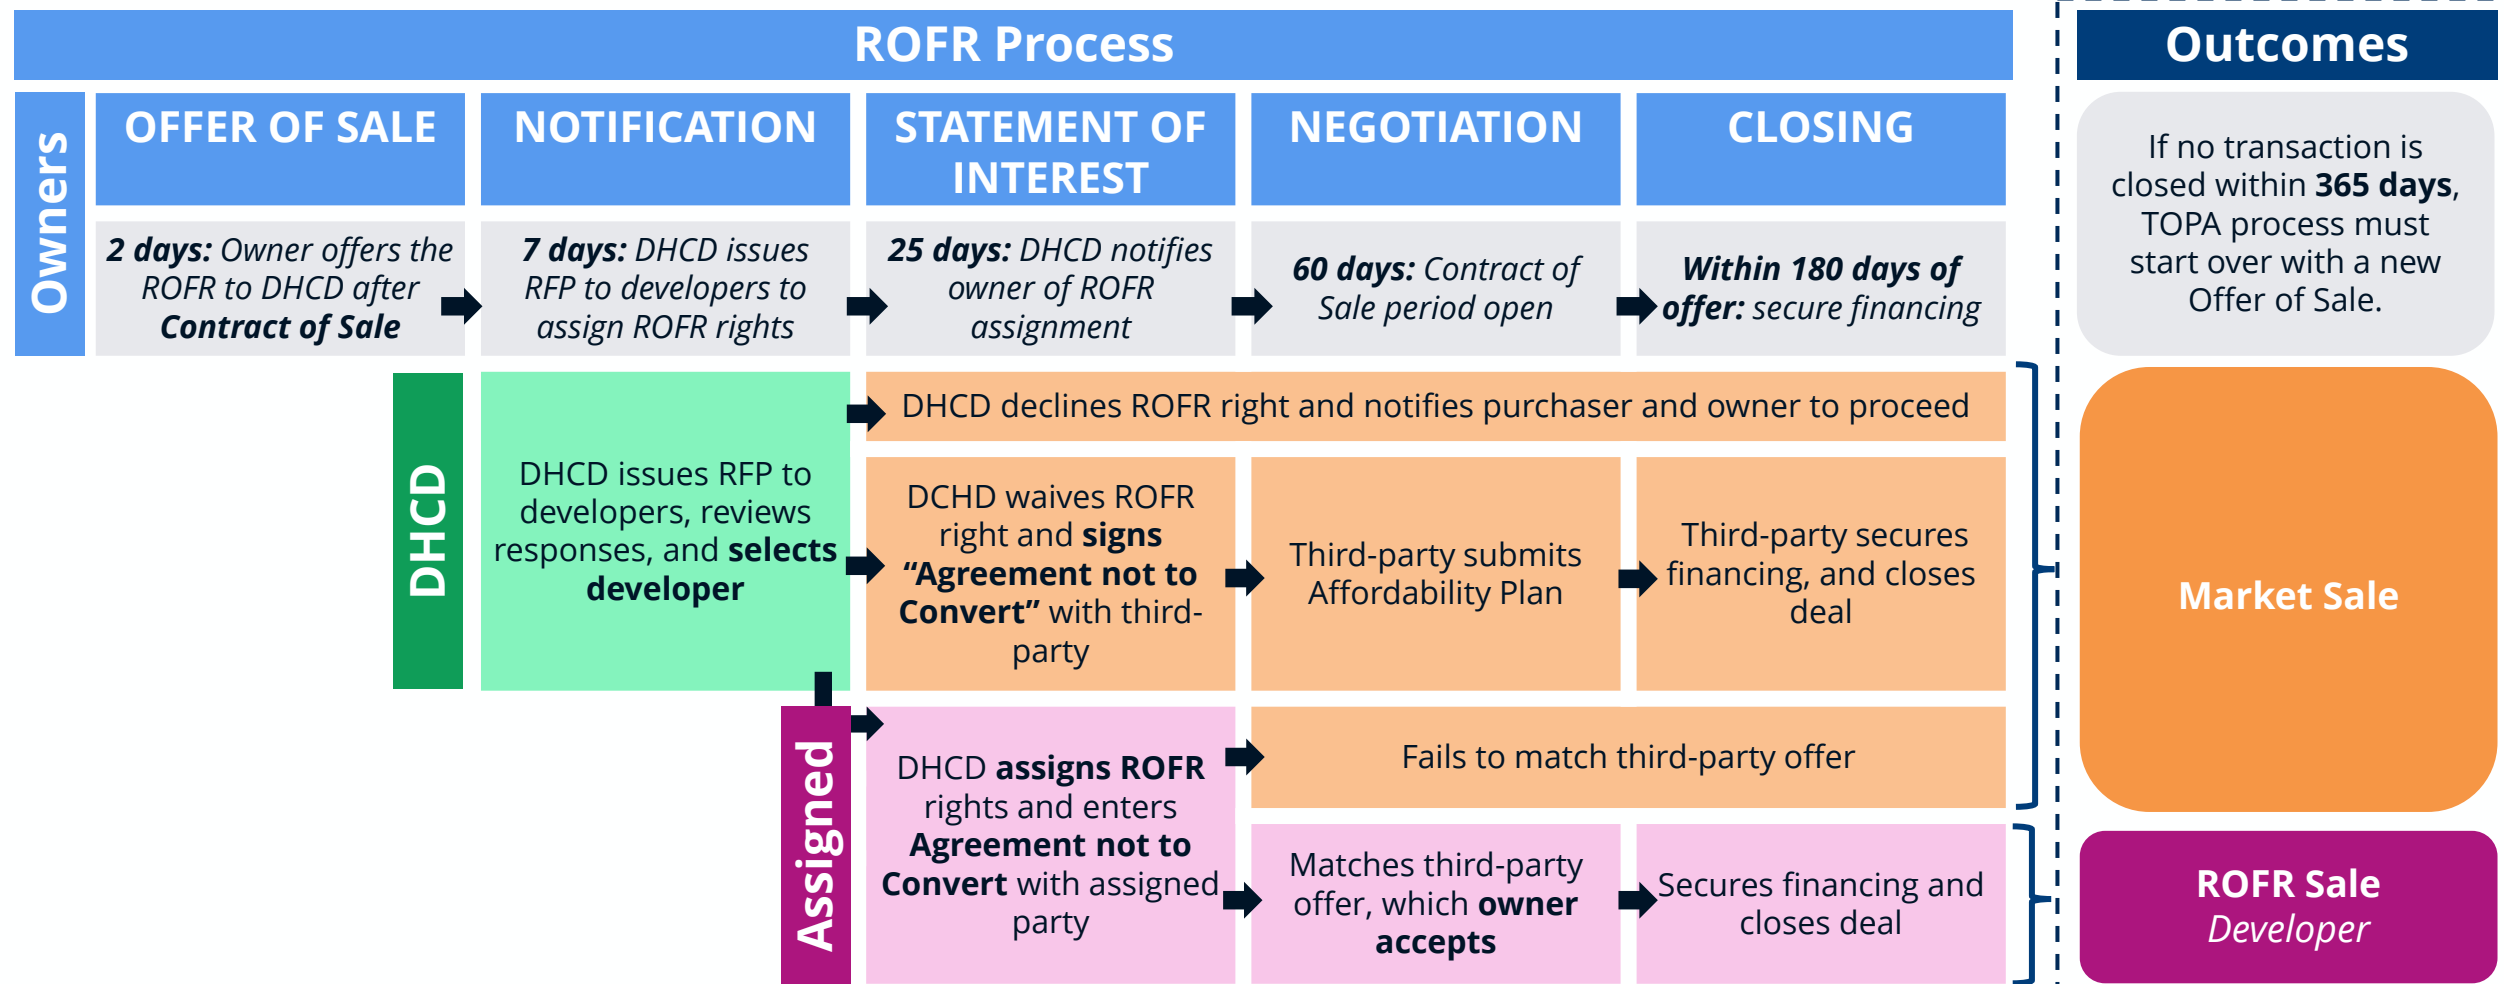 ROFR Process
Outcomes
Owners
OFFER OF SALE
NOTIFICATION
STATEMENT OF
INTEREST
NEGOTIATION
CLOSING
2 days: Owner offers the
ROFR to DHCD after
Contract of Sale
7 days: DHCD issues
RFP to developers to
assign ROFR rights
25 days: DHCD notifies
owner of ROFR
assignment
60 days: Contract of
Sale period open
Within 180 days of
offer: secure financing
If no transaction is
closed within 365 days,
TOPA process must
start over with a new
Offer of Sale.
DHCD
DHCD issues RFP to
developers, reviews
responses, and selects
developer
DHCD declines ROFR right and notifies purchaser and owner to proceed
DCHD waives ROFR
right and signs
“Agreement not to
Convert” with third-
party
Third-party submits
Affordability Plan
Third-party secures
financing, and closes
deal
Market Sale
Assigned
DHCD assigns ROFR
rights and enters
Agreement not to
Convert with assigned
party
Fails to match third-party offer
Matches third-party
offer, which owner
accepts
Secures financing and
closes deal
ROFR Sale
Developer